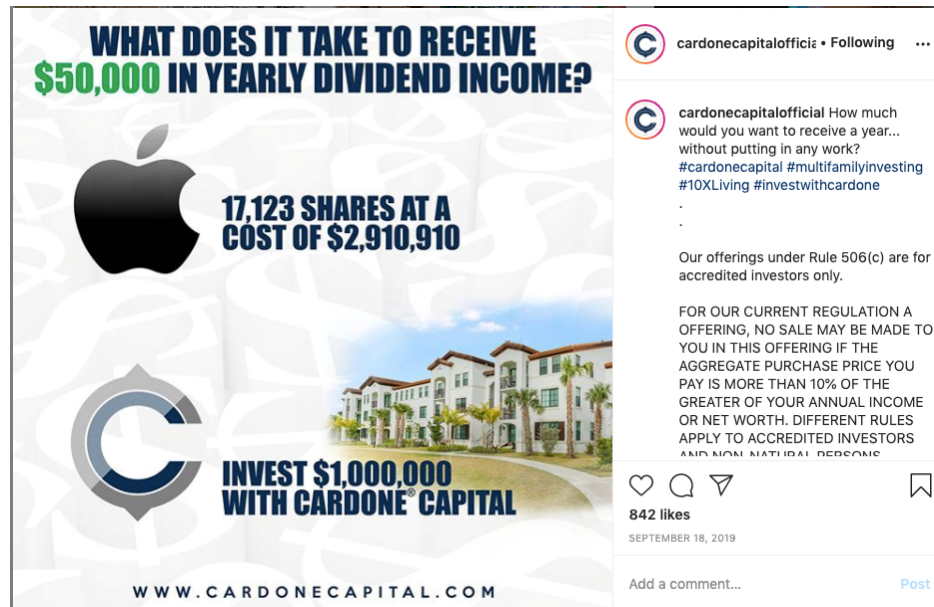 WHAT DOES IT TAKE TO RECEIVE
$50,000 IN YEARLY DIVIDEND INCOME?
17,123 SHARES AT A
COST OF $2,910,910
INVEST $1,000,000
WITH CARDONE® CAPITAL
WWW.CARDONECAPITAL.COM
cardonecapitalofficia • Following
cardonecapitalofficial How much
would you want to receive a year...
without putting in any work?
#cardonecapital #multifamilyinvesting
#10XLiving #investwithcardone
.
.
Our offerings under Rule 506(c) are for
accredited investors only.
FOR OUR CURRENT REGULATION A
OFFERING, NO SALE MAY BE MADE TO
YOU IN THIS OFFERING IF THE
AGGREGATE PURCHASE PRICE YOU
PAY IS MORE THAN 10% OF THE
GREATER OF YOUR ANNUAL INCOME
OR NET WORTH. DIFFERENT RULES
APPLY TO ACCREDITED INVESTORS
AND NON-NATURAL PERSONS
842 likes
SEPTEMBER 18, 2019
Add a comment...
Post